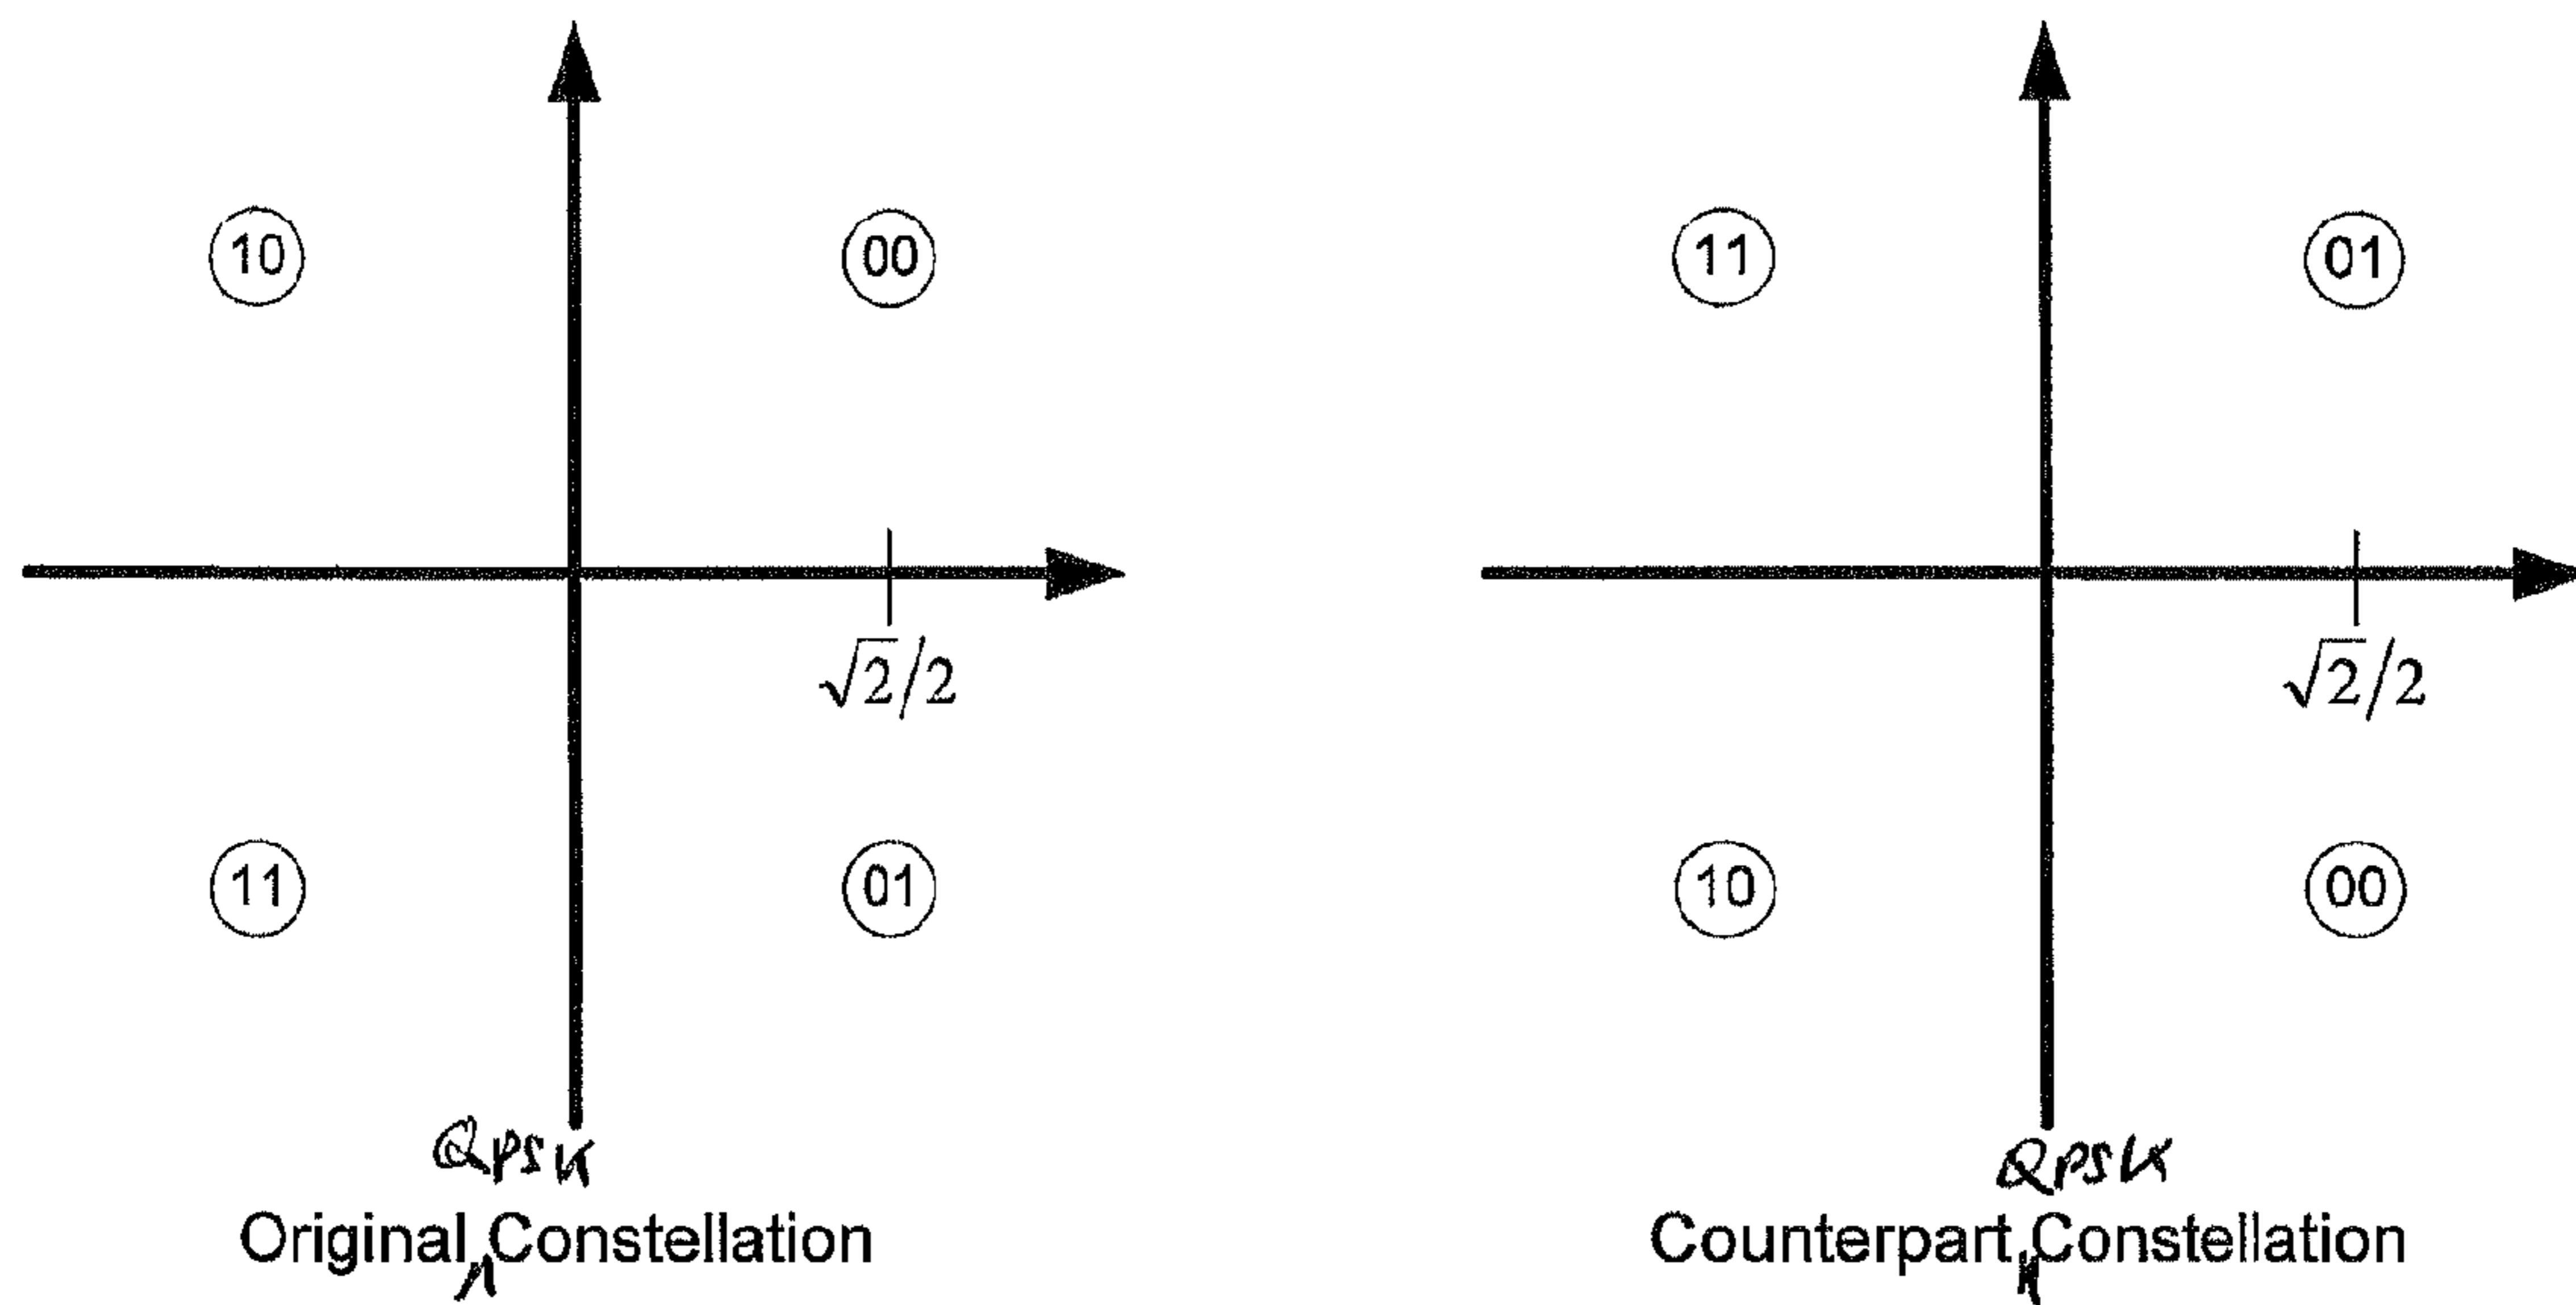 10 00
√2/2
11 01
QPSK
Original Constellation
11 01
√2/2
10 00
QPSK
Counterpart Constellation